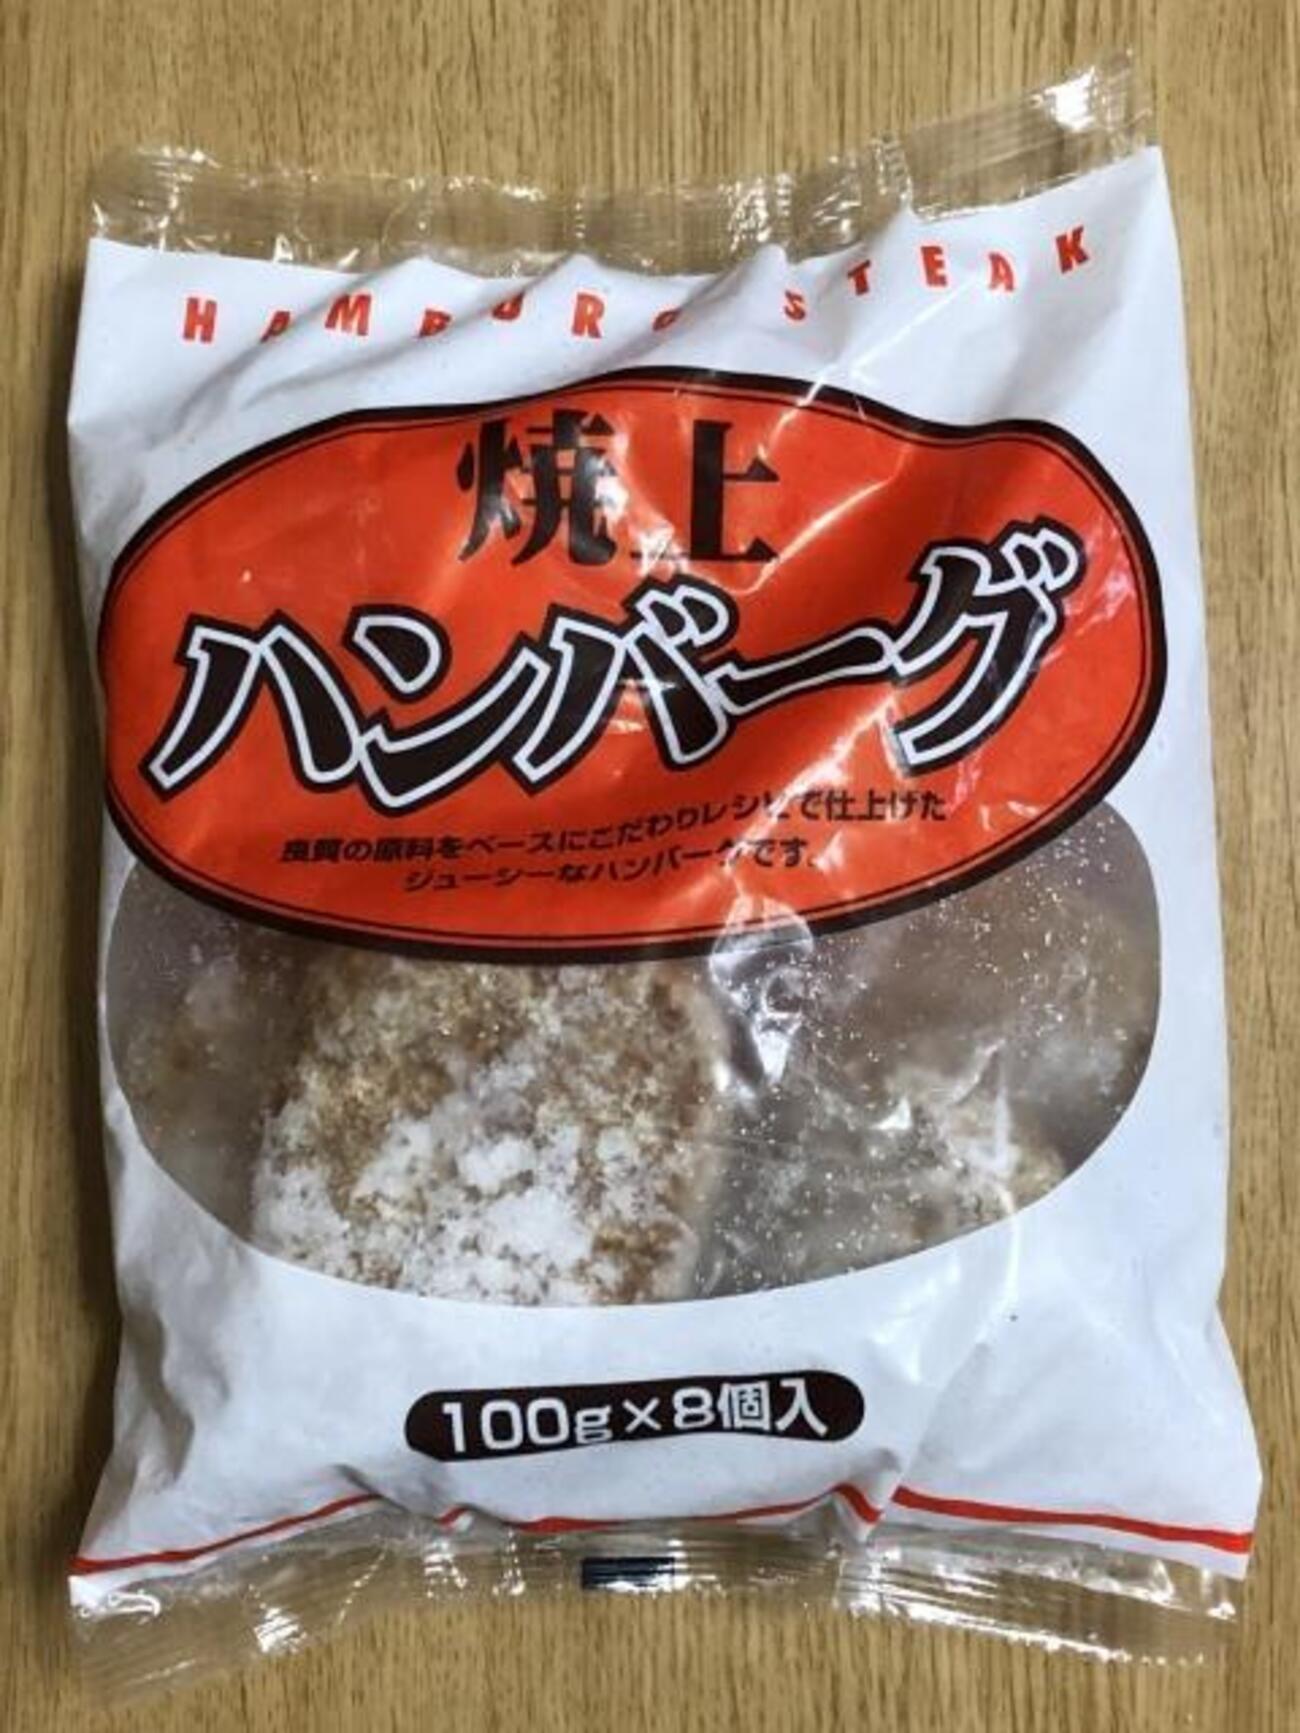 HAMBURG STEAK
焼上
ハンバーグ
良質の原料をベースにこだわりレシピで仕上げた
ジューシーなハンバーグです。
100g×8個入